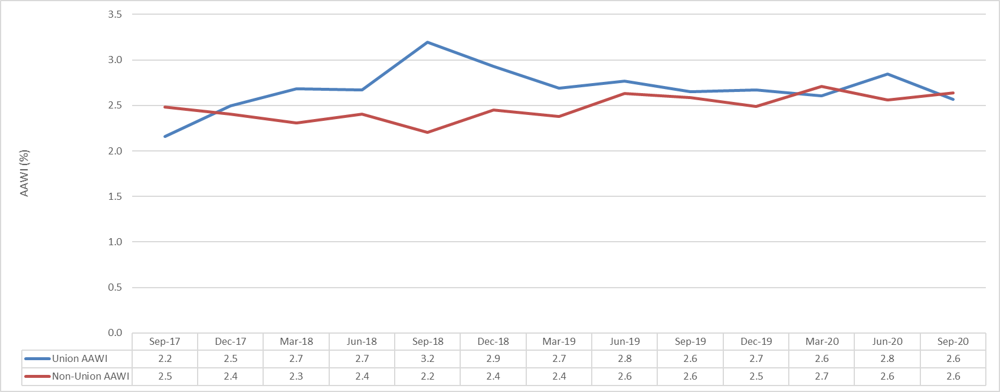 3.5
3.0
2.5
2.0
1.5
1.0
0.5
0.0
AAWI (%)
Sep-17 Dec-17 Mar-18 Jun-18 Sep-18 Dec-18 Mar-19 Jun-19 Sep-19 Dec-19 Mar-20 Jun-20 Sep-20
Union AAWI 2.2 2.5 2.7 2.7 3.2 2.9 2.7 2.8 2.6 2.7 2.6 2.8 2.6
Non-Union AAWI 2.5 2.4 2.3 2.4 2.2 2.4 2.4 2.6 2.6 2.5 2.7 2.6 2.6